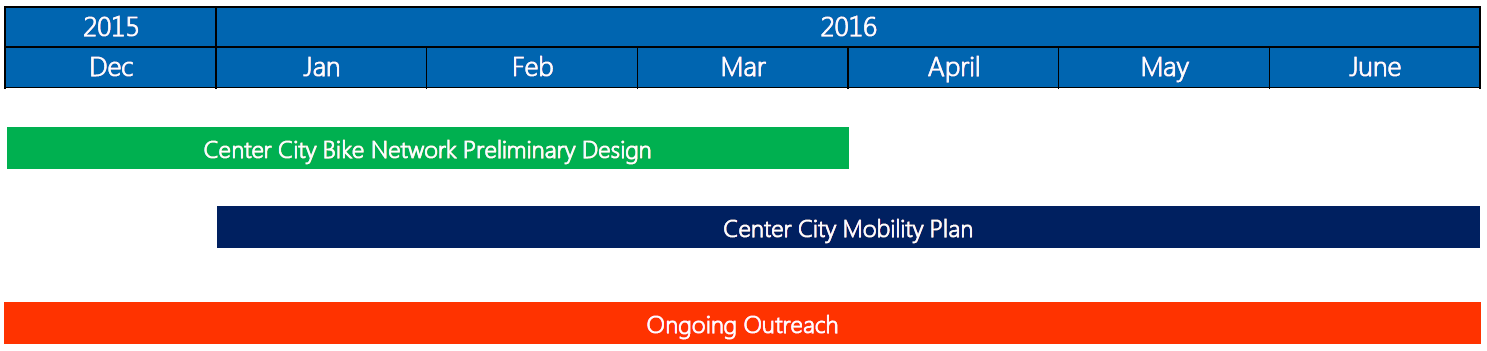 2015 2016
Dec Jan Feb Mar April May June
Center City Bike Network Preliminary Design
Center City Mobility Plan
Ongoing Outreach